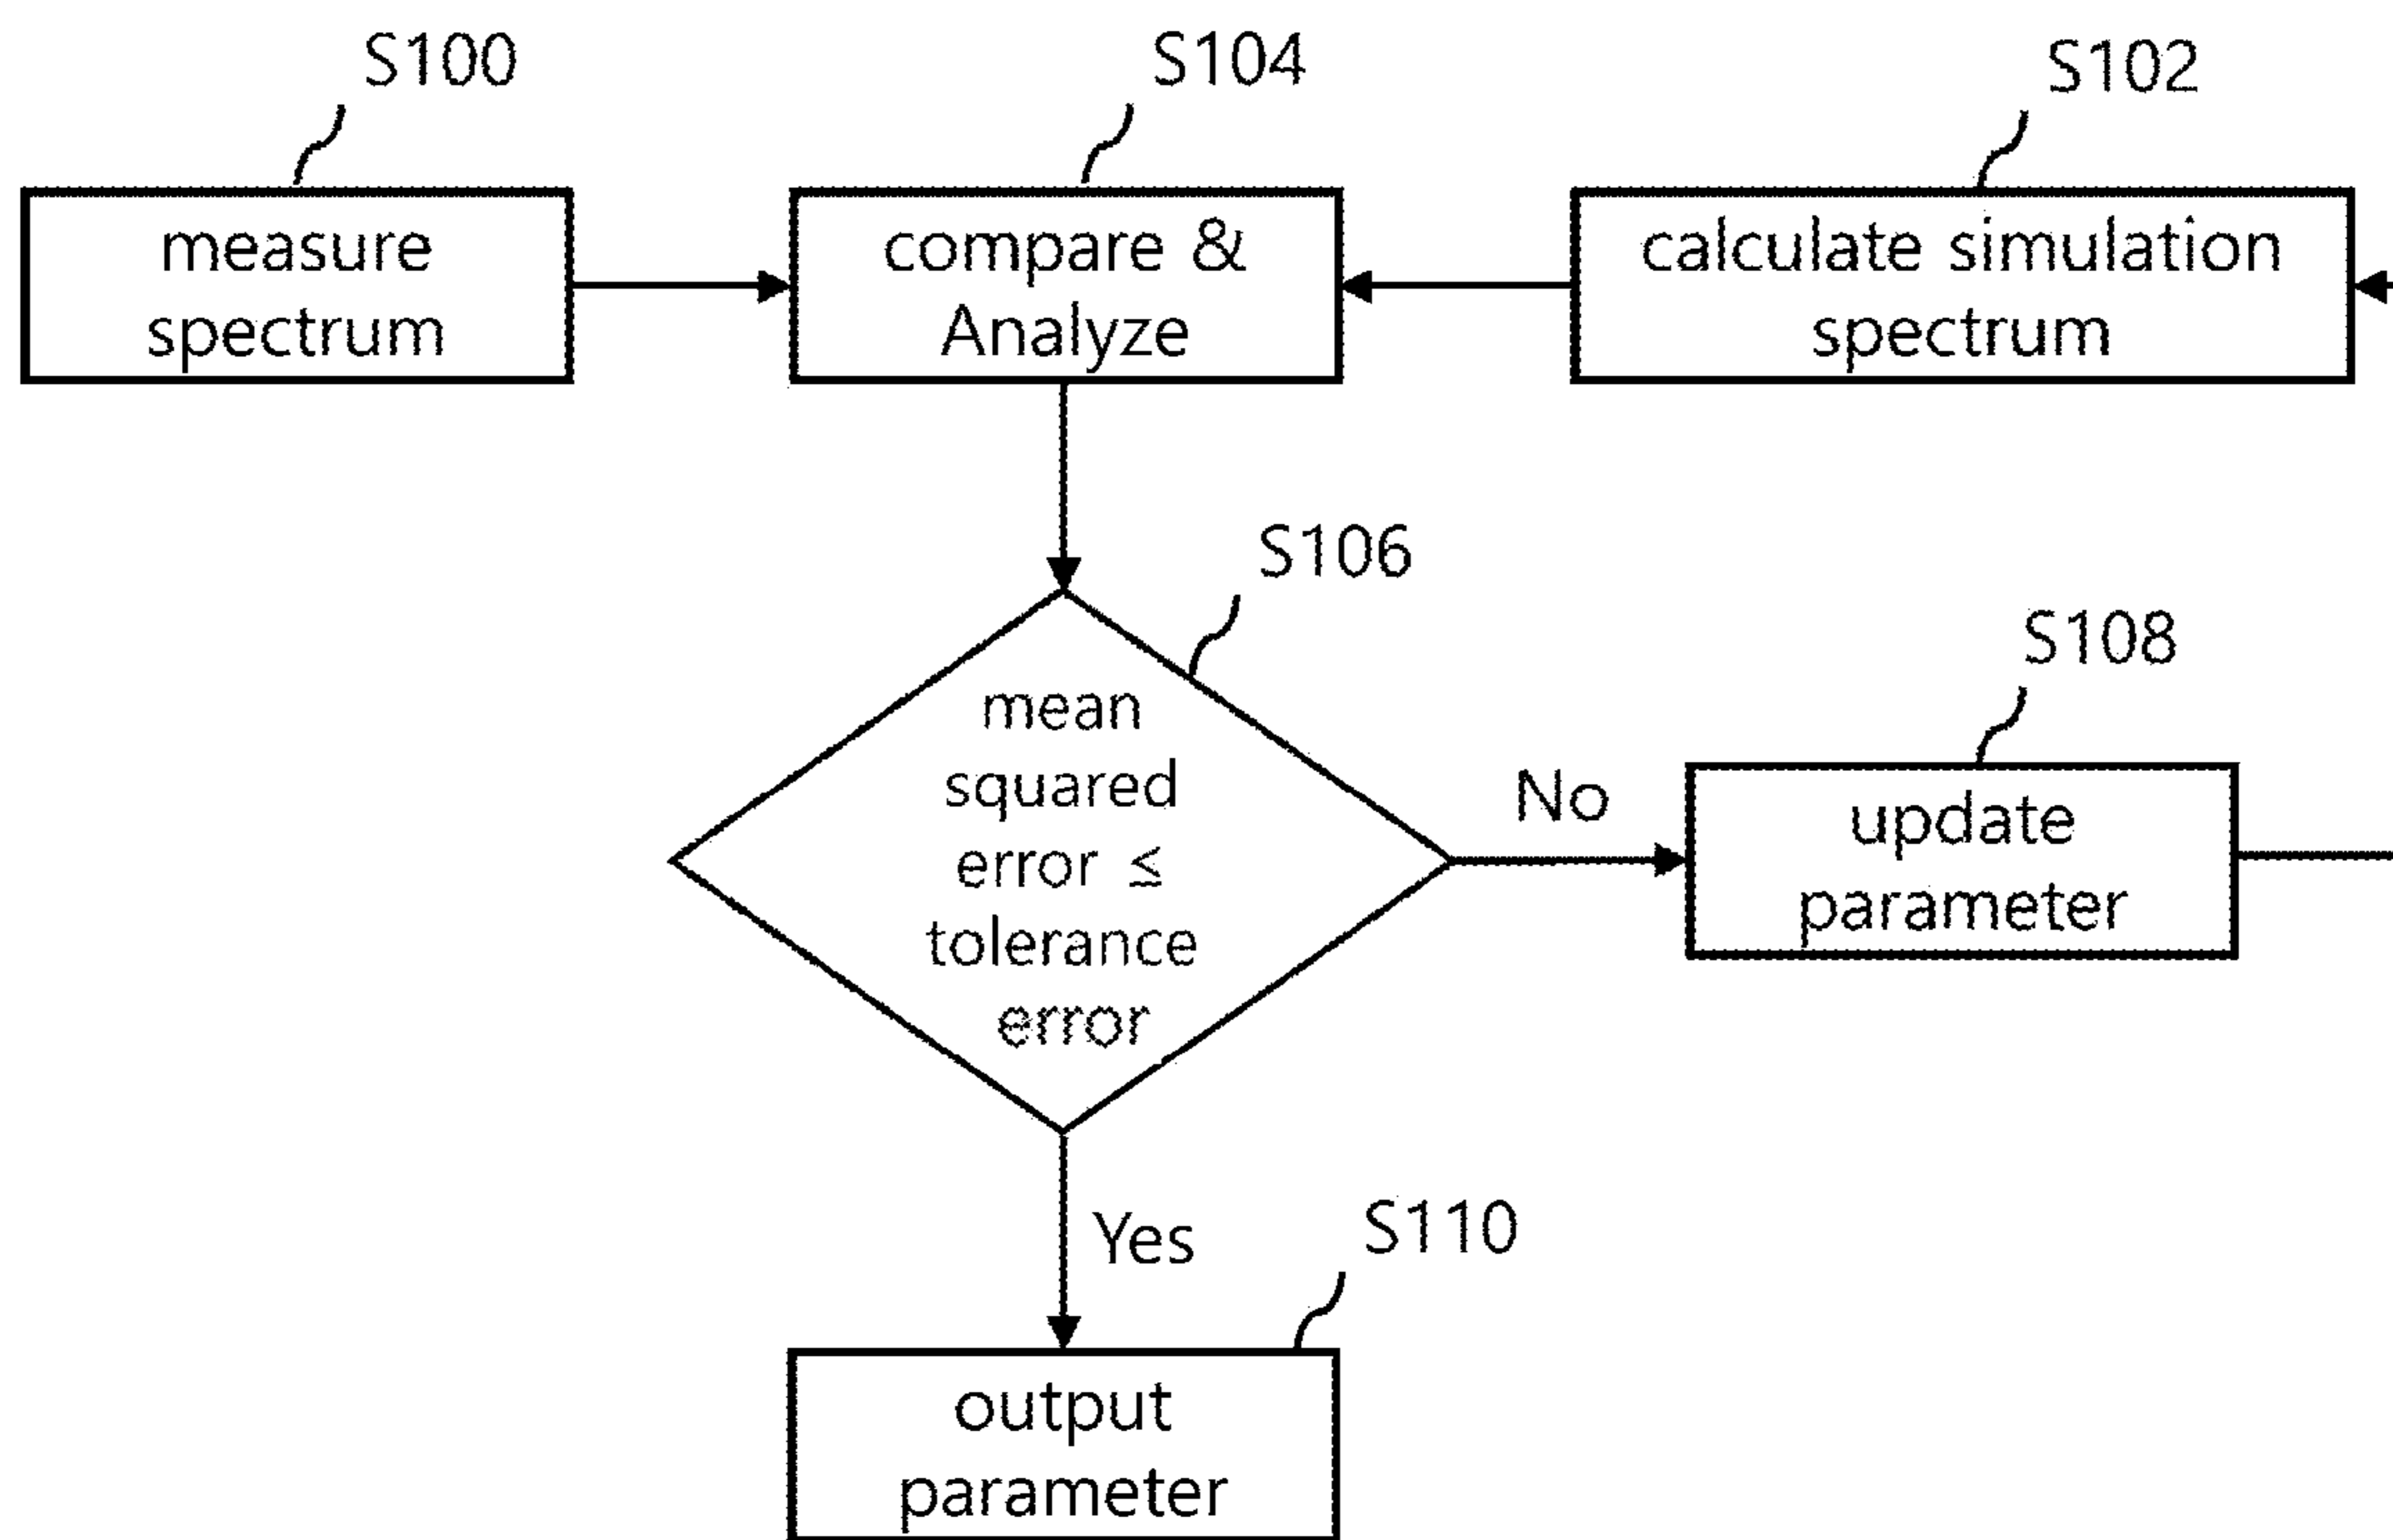 S100
S104
S102
measure
spectrum
compare &
Analyze
calculate simulation
spectrum
S106
mean
squared
error ≤
tolerance
error
No
S108
update
parameter
Yes
S110
output
parameter